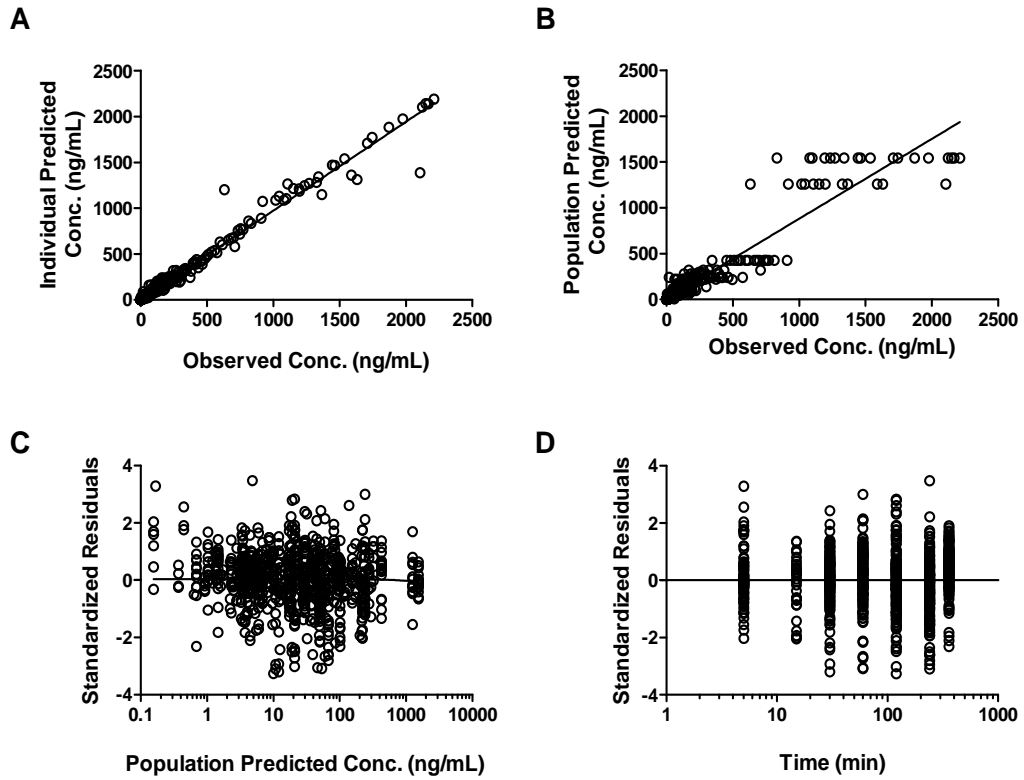 A
B
Individual Predicted
Conc. (ng/mL)
2500
2000
1500
1000
500
0
0 500 1000 1500 2000 2500
Observed Conc. (ng/mL)
Population Predicted
Conc. (ng/mL)
2500
2000
1500
1000
500
0
0 500 1000 1500 2000 2500
Observed Conc. (ng/mL)
C
D
Standardized Residuals
4
2
0
-2
-4
0.1 1 10 100 1000 10000
Population Predicted Conc. (ng/mL)
Standardized Residuals
4
2
0
-2
-4
1 10 100 1000
Time (min)